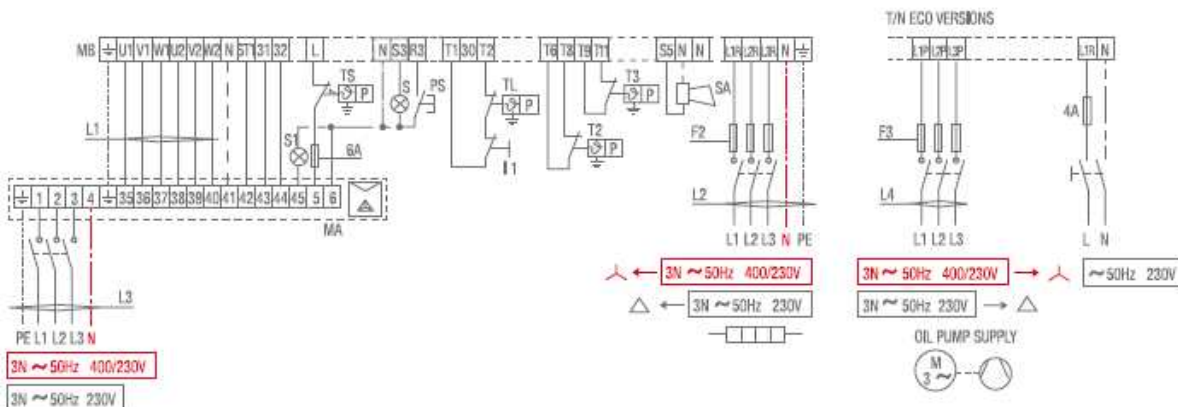 T/N ECO VERSIONS
MB U1 V1 W1 U2 V2 W2 N ST1 31 32 L N S3 R3 T1 30 T2 T6 T8 T9 T11 S5 N N L1R L2R L3R N L1P L2P L3P L1R N
TS P
S PS
TL P
T3 P
SA
4A
L1
S1 6A
1
T2 P
F2
F3
1 2 3 4 35 36 37 38 39 40 41 42 43 44 45 5 6
MA
L2
L4
L1 L2 L3 N PE
L1 L2 L3
L N
3N ~ 50Hz 400/230V
3N ~ 50Hz 400/230V
~ 50Hz 230V
3N ~ 50Hz 230V
3N ~ 50Hz 230V
L3
PE L1 L2 L3 N
OIL PUMP SUPPLY
M
3 ~
3N ~ 50Hz 400/230V
3N ~ 50Hz 230V